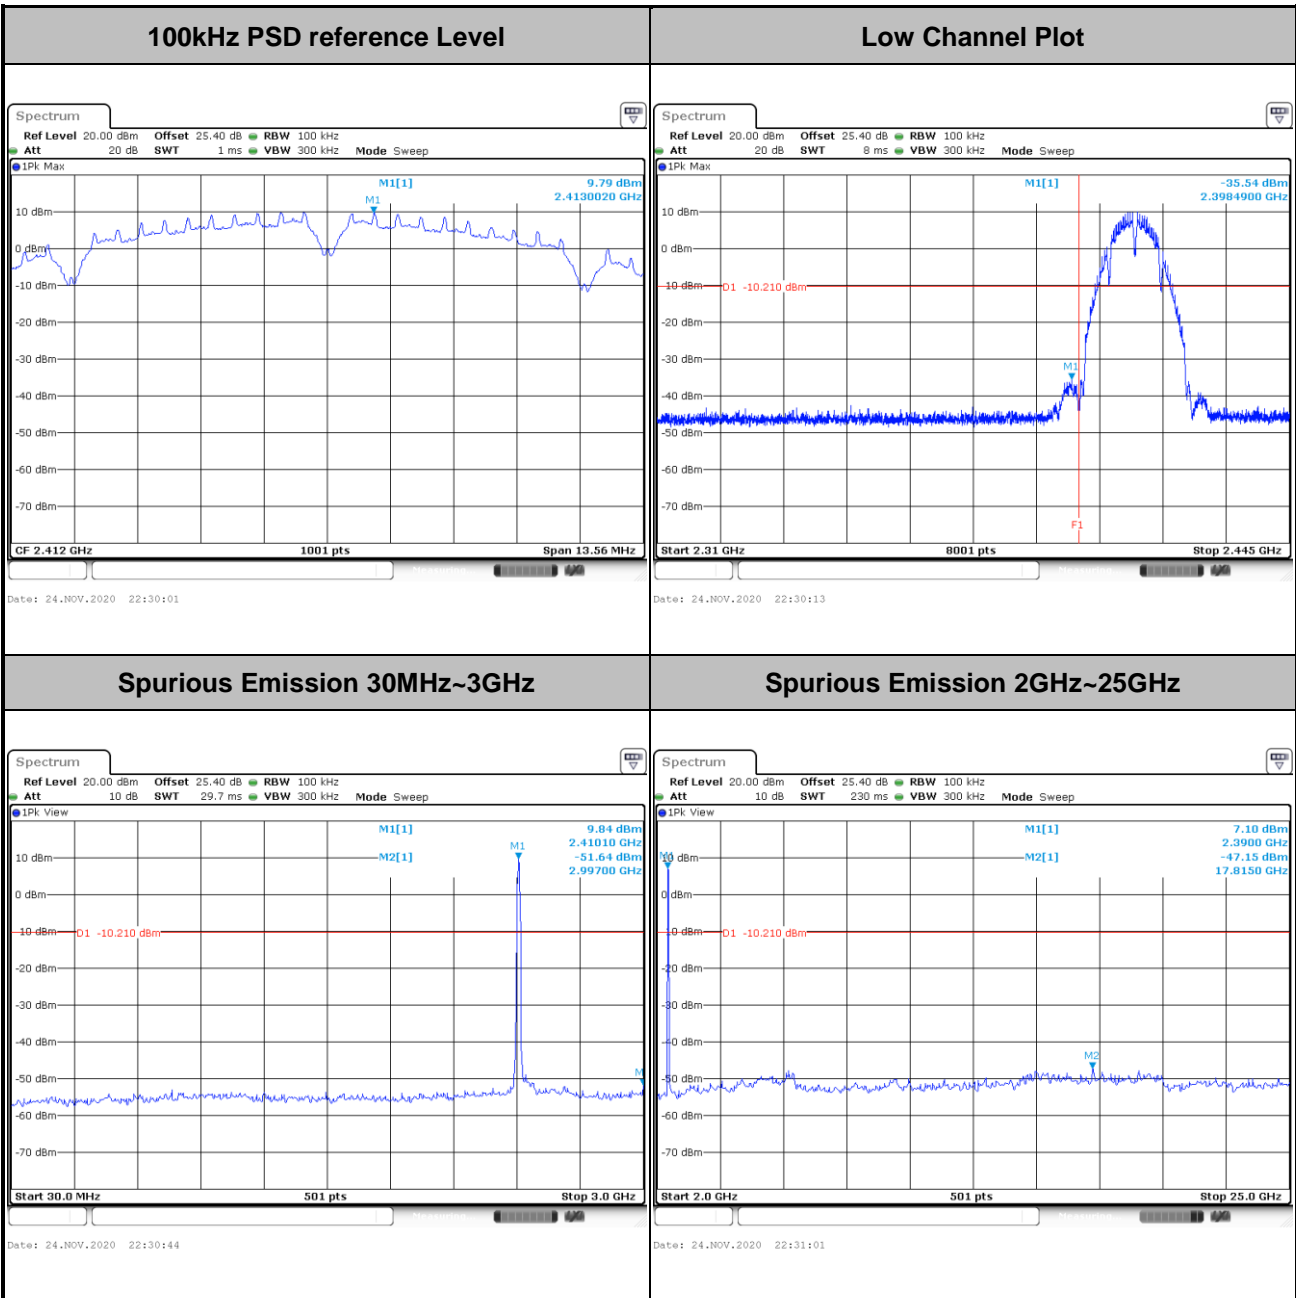 100kHz PSD reference Level
Low Channel Plot
Spectrum
Ref Level 20.00 dBm Offset 25.40 dB RBW 100 kHz
Att 20 dB SWT 1 ms VBW 300 kHz Mode Sweep
1Pk Max
M1[1] 9.79 dBm
2.4130020 GHz
M1
10 dBm
0 dBm
-10 dBm
-20 dBm
-30 dBm
-40 dBm
-50 dBm
-60 dBm
-70 dBm
CF 2.412 GHz 1001 pts Span 13.56 MHz
Date: 24.NOV.2020 22:30:01
Spectrum
Ref Level 20.00 dBm Offset 25.40 dB RBW 100 kHz
Att 20 dB SWT 8 ms VBW 300 kHz Mode Sweep
1Pk Max
M1[1] -35.54 dBm
2.3984900 GHz
10 dBm
0 dBm
-10 dBm
D1 -10.210 dBm
-20 dBm
-30 dBm
M1
-40 dBm
-50 dBm
-60 dBm
-70 dBm
F1
Start 2.31 GHz 8001 pts Stop 2.445 GHz
Measuring
Date: 24.NOV.2020 22:30:13
Spurious Emission 30MHz~3GHz
Spurious Emission 2GHz~25GHz
Spectrum
Ref Level 20.00 dBm Offset 25.40 dB RBW 100 kHz
Att 10 dB SWT 29.7 ms VBW 300 kHz Mode Sweep
1Pk View
M1[1] 9.84 dBm
2.41010 GHz
M2[1] -51.64 dBm
2.99700 GHz
M1
10 dBm
0 dBm
-10 dBm
D1 -10.210 dBm
-20 dBm
-30 dBm
-40 dBm
-50 dBm
M
-60 dBm
-70 dBm
Start 30.0 MHz 501 pts Stop 3.0 GHz
Date: 24.NOV.2020 22:30:44
Spectrum
Ref Level 20.00 dBm Offset 25.40 dB RBW 100 kHz
Att 10 dB SWT 230 ms VBW 300 kHz Mode Sweep
1Pk View
M1[1] 7.10 dBm
2.3900 GHz
M2[1] -47.15 dBm
17.8150 GHz
M1
10 dBm
0 dBm
-10 dBm
D1 -10.210 dBm
-20 dBm
-30 dBm
-40 dBm
M2
-50 dBm
-60 dBm
-70 dBm
Start 2.0 GHz 501 pts Stop 25.0 GHz
Date: 24.NOV.2020 22:31:01